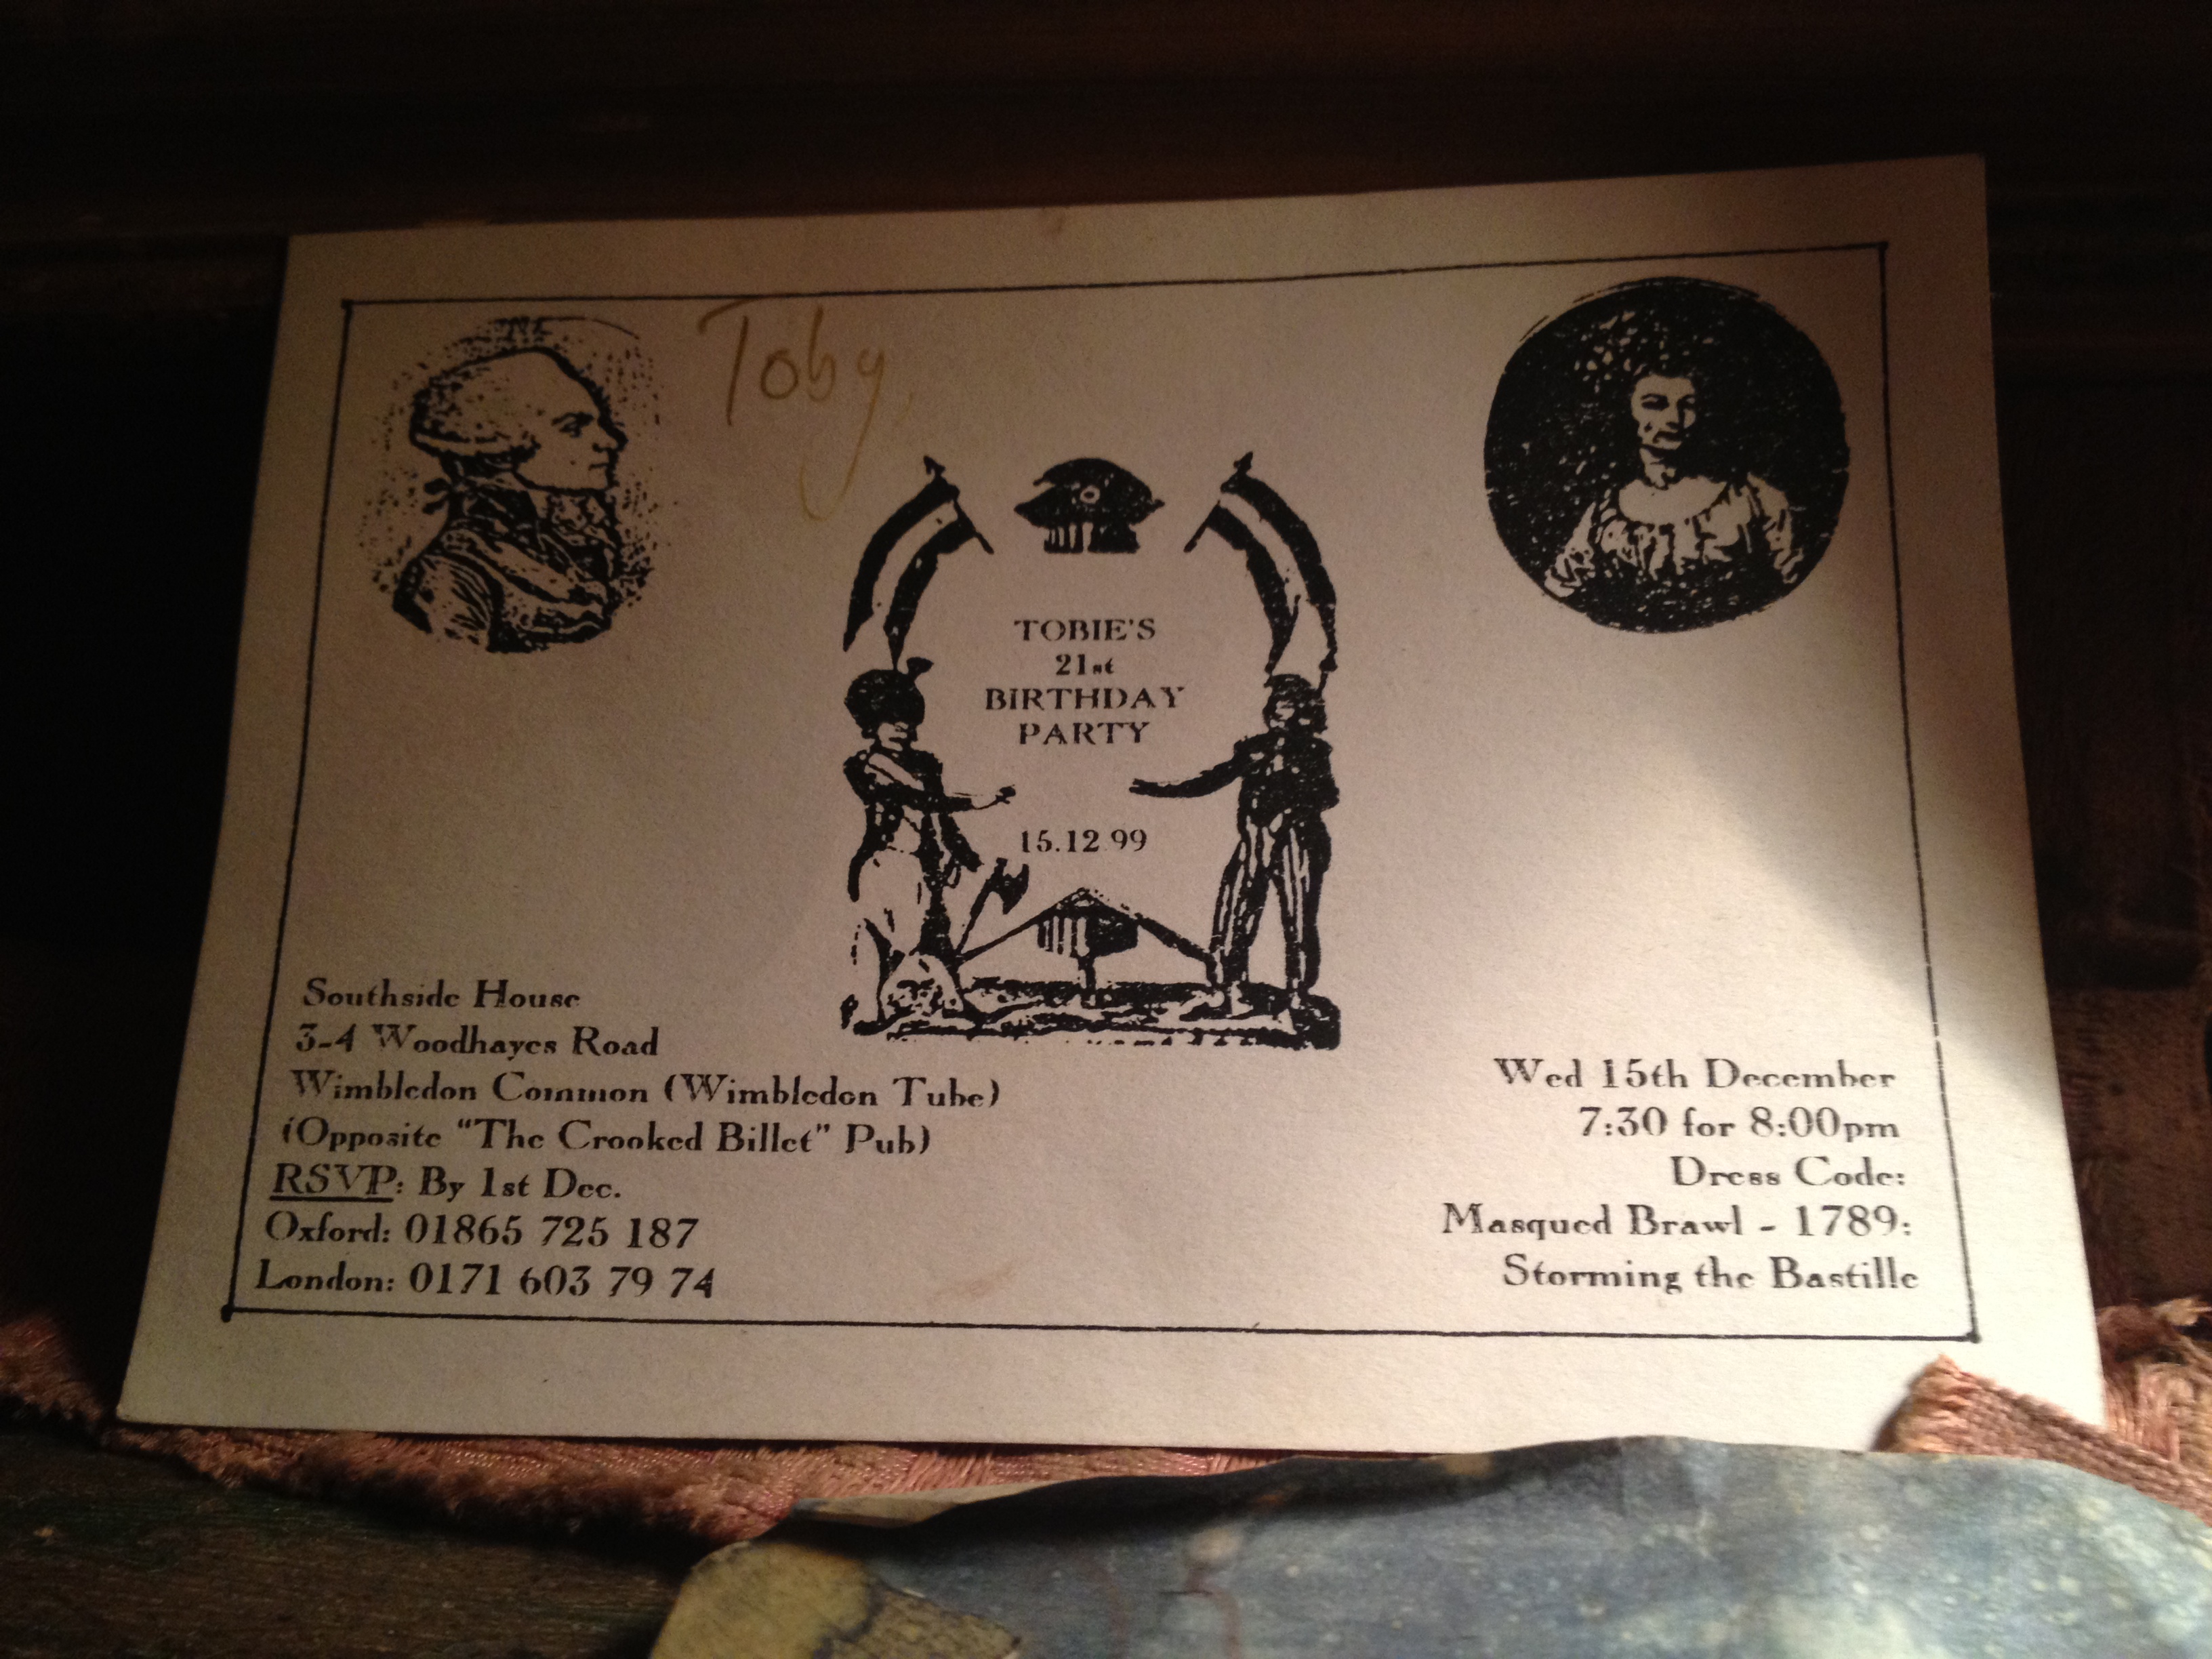 Toby,
TOBIE'S
21st
BIRTHDAY
PARTY
15.12.99
Southside House
3-4 Woodhayes Road
Wimbledon Common (Wimbledon Tube)
(Opposite "The Crooked Billet" Pub)
RSVP: By 1st Dec.
Oxford: 01865 725 187
London: 0171 603 79 74
Wed 15th December
7:30 for 8:00pm
Dress Code:
Masqued Brawl - 1789:
Storming the Bastille